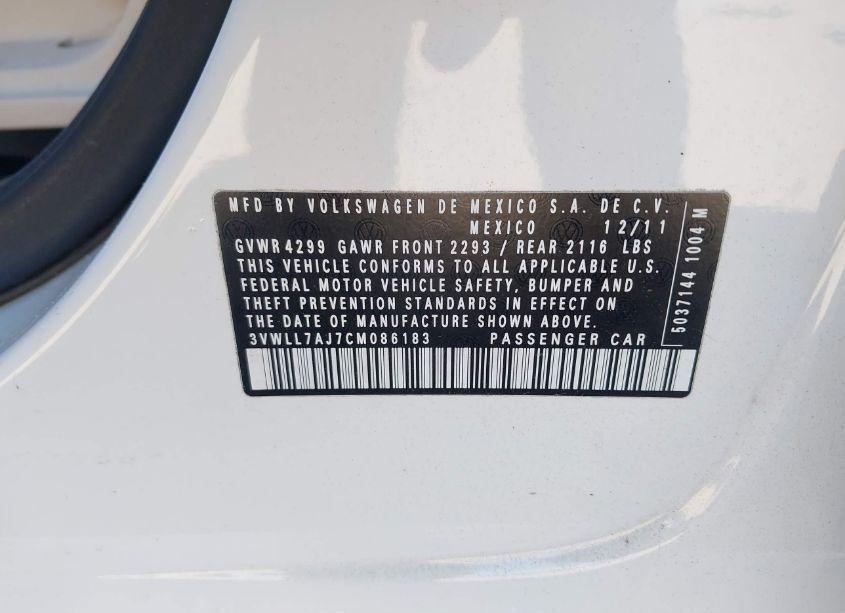 MFD BY VOLKSWAGEN DE MEXICO S.A. DE C.V.
MEXICO 12/11
GVWR 4299 GAWR FRONT 2293 / REAR 2116 LBS
THIS VEHICLE CONFORMS TO ALL APPLICABLE U.S.
FEDERAL MOTOR VEHICLE SAFETY, BUMPER AND
THEFT PREVENTION STANDARDS IN EFFECT ON
THE DATE OF MANUFACTURE SHOWN ABOVE.
3VWLL7AJ7CM086183 PASSENGER CAR
5037144 1004 M